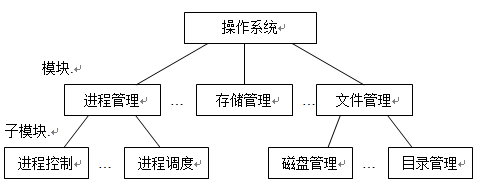 操作系统
模块.
进程管理 … 存储管理 … 文件管理
子模块.
进程控制 … 进程调度 磁盘管理 … 目录管理